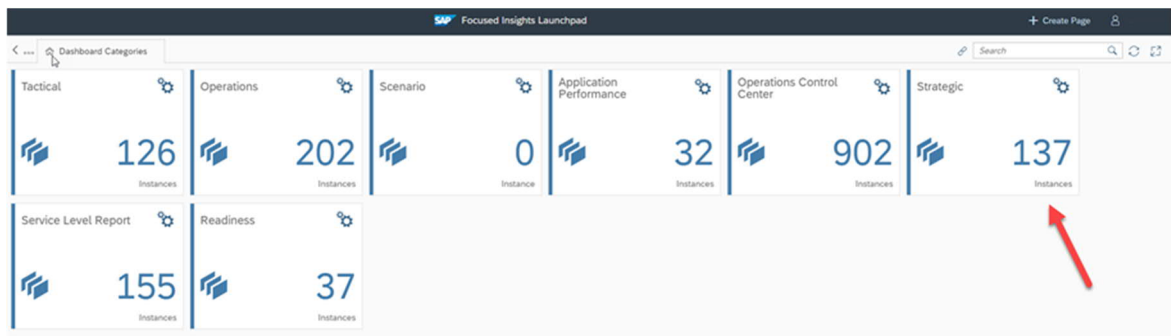 SAP Focused Insights Launchpad
+ Create Page
... Dashboard Categories
Search
Tactical
126
Instances
Operations
202
Instances
Scenario
0
Instance
Application
Performance
32
Instances
Operations Control
Center
902
Instances
Strategic
137
Instances
Service Level Report
155
Instances
Readiness
37
Instances